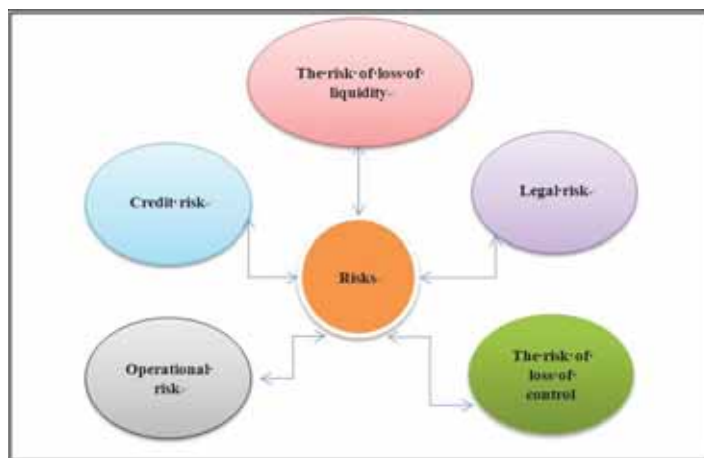 The risk of loss of
liquidity
Credit risk
Legal risk
Risks
Operational
risk
The risk of
loss of
control